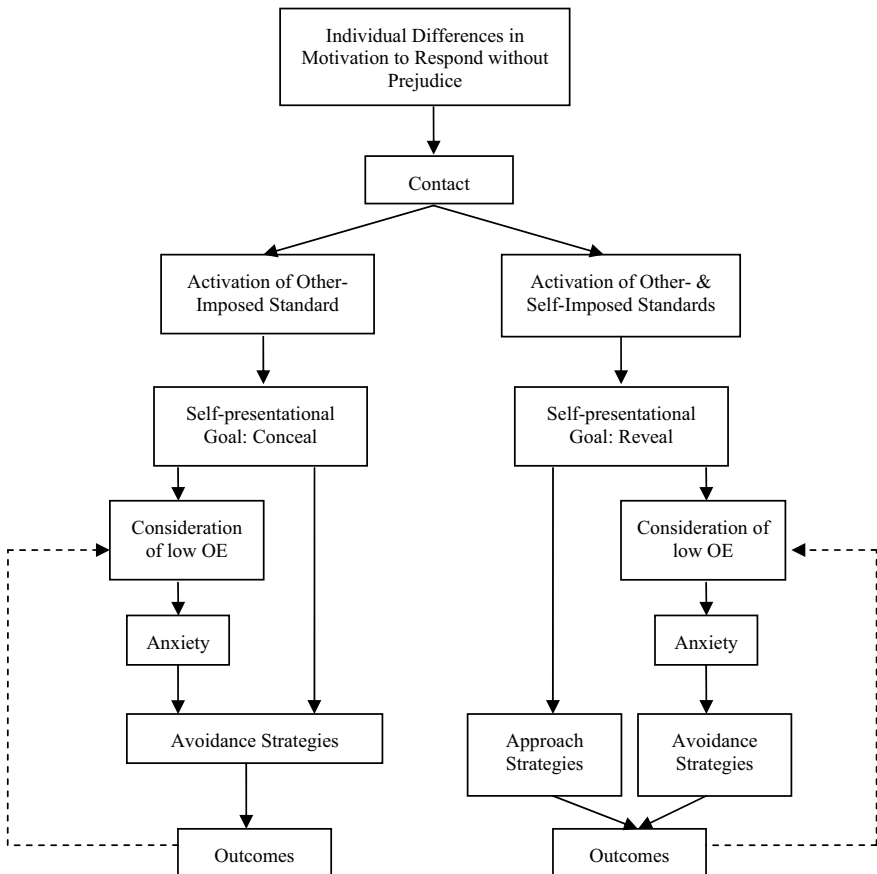 Individual Differences in
Motivation to Respond without
Prejudice
Contact
Activation of Other-
Imposed Standard
Activation of Other- &
Self-Imposed Standards
Self-presentational
Goal: Conceal
Self-presentational
Goal: Reveal
Consideration
of low OE
Consideration of
low OE
Anxiety
Anxiety
Avoidance Strategies
Approach
Strategies
Avoidance
Strategies
Outcomes
Outcomes